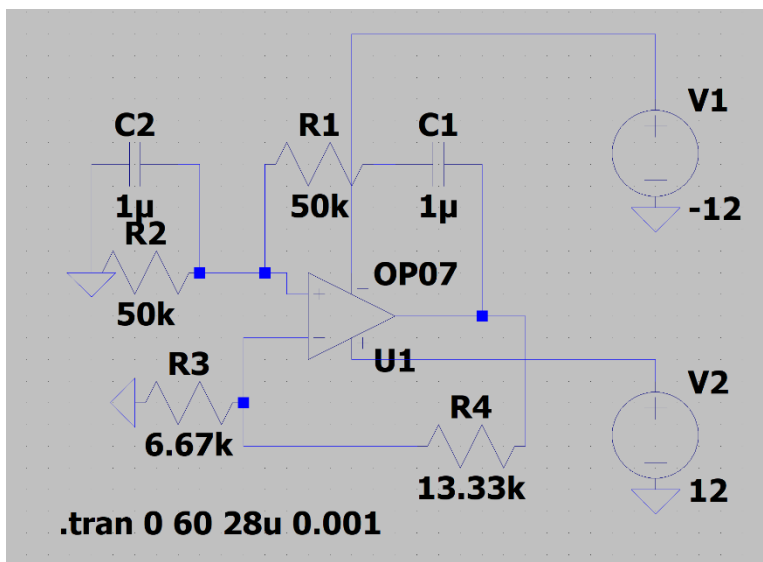 V1
C2 R1 C1
1µ 50k 1µ -12
R2
50k
OP07
U1
R3
6.67k
V2
R4
13.33k
12
.tran 0 60 28u 0.001